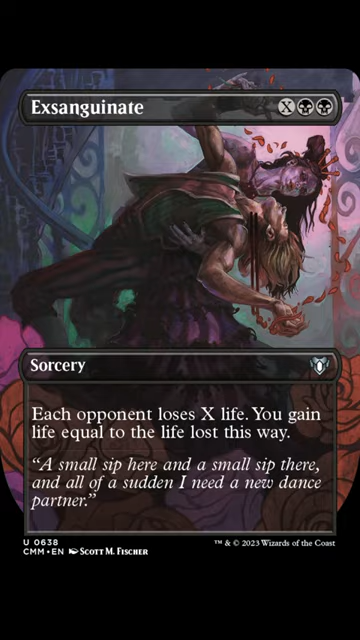 Exsanguinate X
Sorcery
Each opponent loses X life. You gain
life equal to the life lost this way.
“A small sip here and a small sip there,
and all of a sudden I need a new dance
partner.”
U 0638
CMM • EN Scott M. Fischer ™ & © 2023 Wizards of the Coast